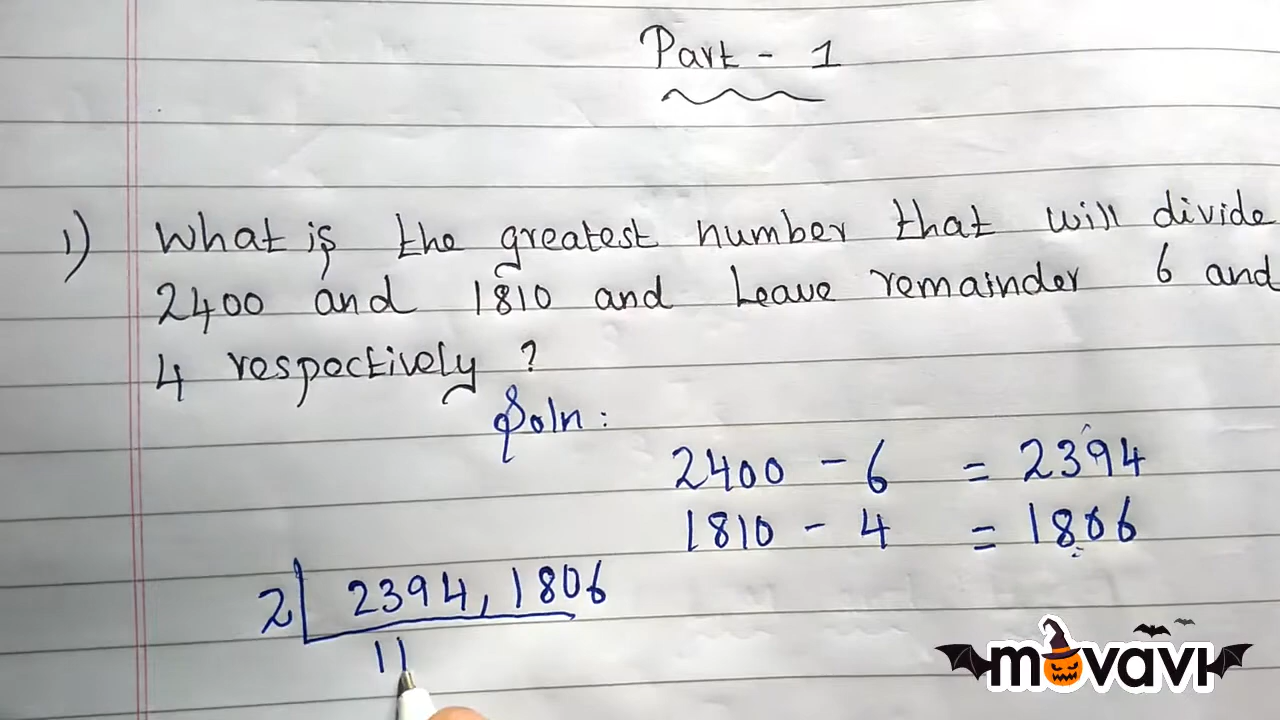 Part - 1
1) What is the greatest number that will divide
2400 and 1810 and Leave remainder 6 and
4 respectively ?
Soln :
2400 - 6 = 2394
1810 - 4 = 1806
2 2394, 1806
11
movavi